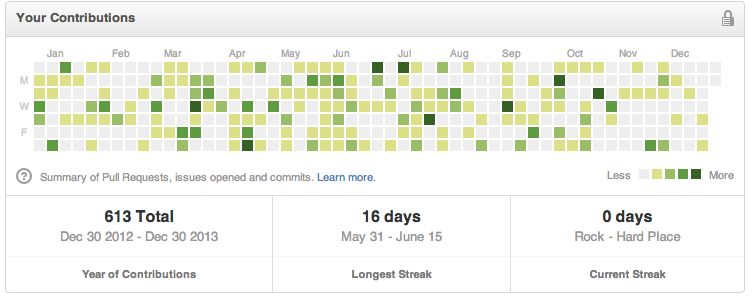 Your Contributions
Jan Feb Mar Apr May Jun Jul Aug Sep Oct Nov Dec
M
W
F
Summary of Pull Requests, issues opened and commits. Learn more.
Less More
613 Total
Dec 30 2012 - Dec 30 2013
Year of Contributions
16 days
May 31 - June 15
Longest Streak
0 days
Rock - Hard Place
Current Streak